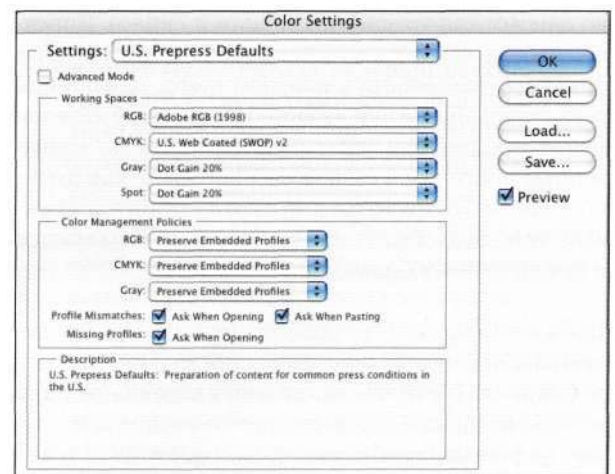 Color Settings
Settings: U.S. Prepress Defaults
Advanced Mode
Working Spaces
RGB: Adobe RGB (1998)
CMYK: U.S. Web Coated (SWOP) v2
Gray: Dot Gain 20%
Spot: Dot Gain 20%
Color Management Policies
RGB: Preserve Embedded Profiles
CMYK: Preserve Embedded Profiles
Gray: Preserve Embedded Profiles
Profile Mismatches: Ask When Opening Ask When Pasting
Missing Profiles: Ask When Opening
Description
U.S. Prepress Defaults: Preparation of content for common press conditions in
the U.S.
OK
Cancel
Load...
Save...
Preview